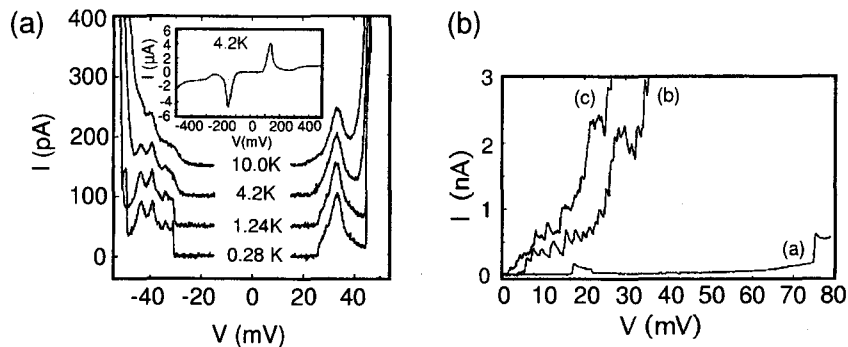 (a)
400
300
200
100
0
I (pA)
-40 -20 0 20 40
V (mV)
10.0K
4.2K
1.24K
0.28 K
4.2K
6
4
2
0
-2
-4
-6
I (µA)
-400 -200 0 200 400
V(mV)
(b)
3
2
1
0
I (nA)
0 10 20 30 40 50 60 70 80
V (mV)
(c)
(b)
(a)